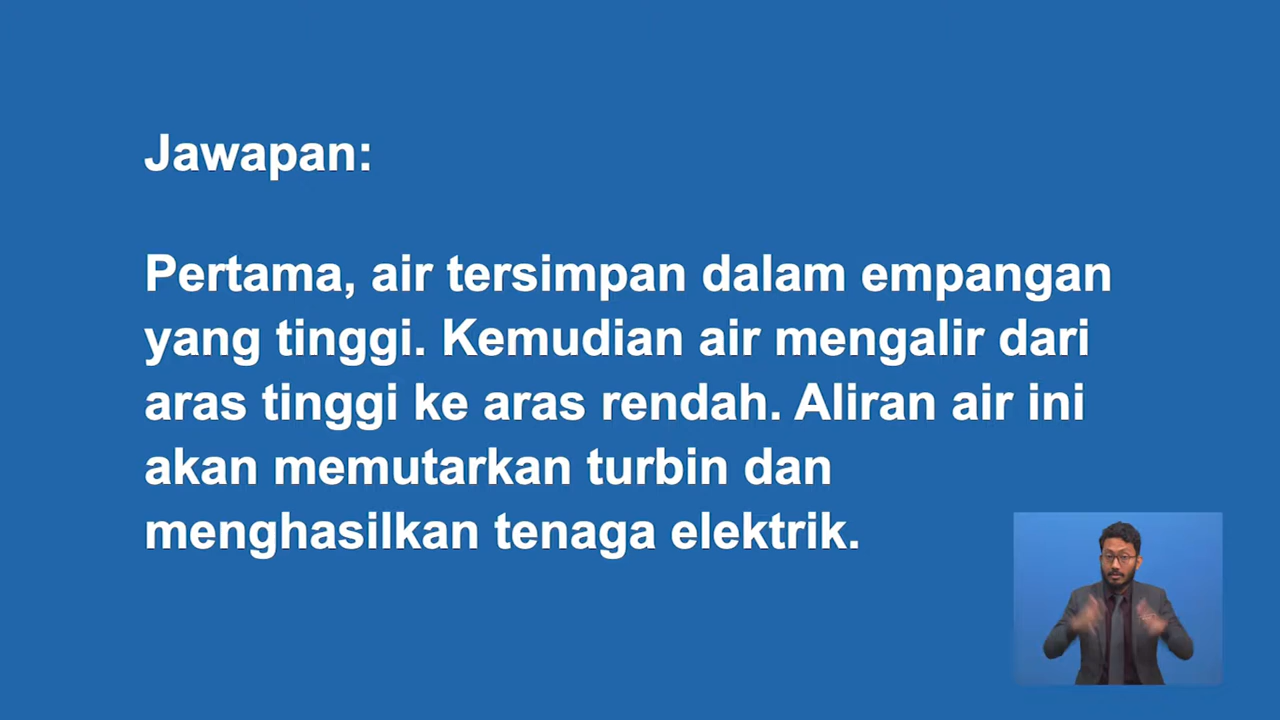 Jawapan:
Pertama, air tersimpan dalam empangan
yang tinggi. Kemudian air mengalir dari
aras tinggi ke aras rendah. Aliran air ini
akan memutarkan turbin dan
menghasilkan tenaga elektrik.